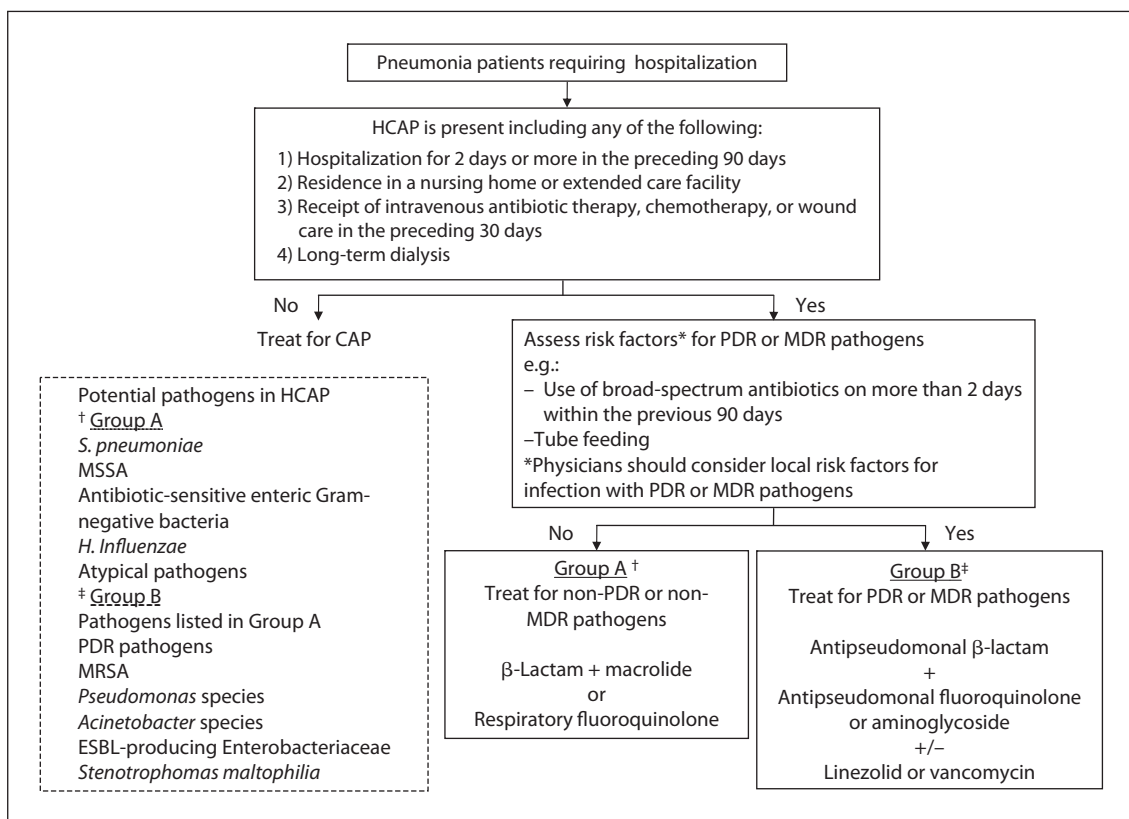 Pneumonia patients requiring hospitalization
HCAP is present including any of the following:
1) Hospitalization for 2 days or more in the preceding 90 days
2) Residence in a nursing home or extended care facility
3) Receipt of intravenous antibiotic therapy, chemotherapy, or wound
care in the preceding 30 days
4) Long-term dialysis
No
Yes
Treat for CAP
Assess risk factors* for PDR or MDR pathogens
e.g.:
– Use of broad-spectrum antibiotics on more than 2 days
within the previous 90 days
–Tube feeding
*Physicians should consider local risk factors for
infection with PDR or MDR pathogens
Potential pathogens in HCAP
† Group A
S. pneumoniae
MSSA
Antibiotic-sensitive enteric Gram-
negative bacteria
H. Influenzae
Atypical pathogens
‡ Group B
Pathogens listed in Group A
PDR pathogens
MRSA
Pseudomonas species
Acinetobacter species
ESBL-producing Enterobacteriaceae
Stenotrophomas maltophilia
No
Yes
Group A †
Treat for non-PDR or non-
MDR pathogens
β-Lactam + macrolide
or
Respiratory fluoroquinolone
Group B‡
Treat for PDR or MDR pathogens
Antipseudomonal β-lactam
+
Antipseudomonal fluoroquinolone
or aminoglycoside
+/–
Linezolid or vancomycin